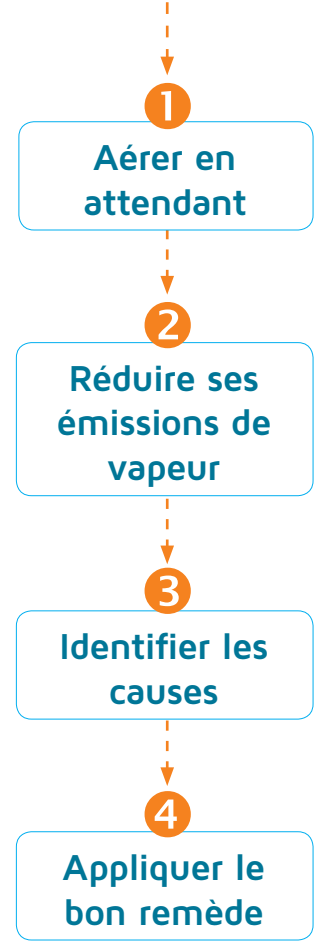 1
Aérer en
attendant
2
Réduire ses
émissions de
vapeur
3
Identifier les
causes
4
Appliquer le
bon remède